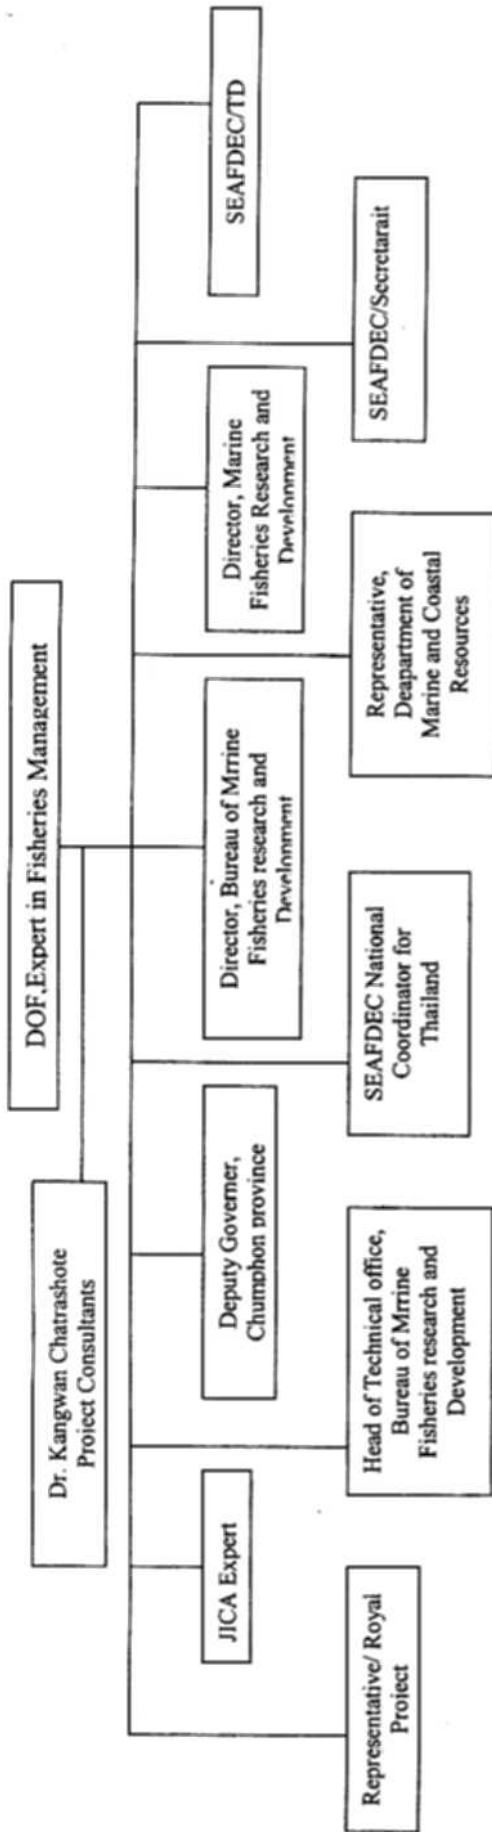 DOF,Expert in Fisheries Management
Dr. Kangwan Chatrashote
Project Consultants
JICA Expert
Deputy Governer,
Chumphon province
Director, Bureau of Mrrine
Fisheries research and
Development
Director, Marine
Fisheries Research and
Development
SEAFDEC/TD
Representative/ Royal
Project
Head of Technical office,
Bureau of Mrrine
Fisheries research and
Development
SEAFDEC National
Coordinator for
Thailand
Representative,
Deapartment of
Marine and Coastal
Resources
SEAFDEC/Secretarait